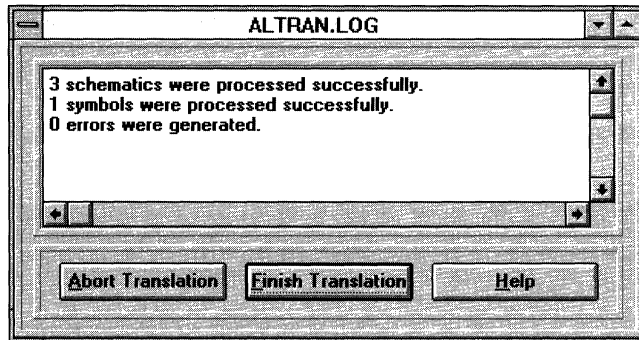 ALTRAN.LOG
3 schematics were processed successfully.
1 symbols were processed successfully.
0 errors were generated.
Abort Translation
Finish Translation
Help